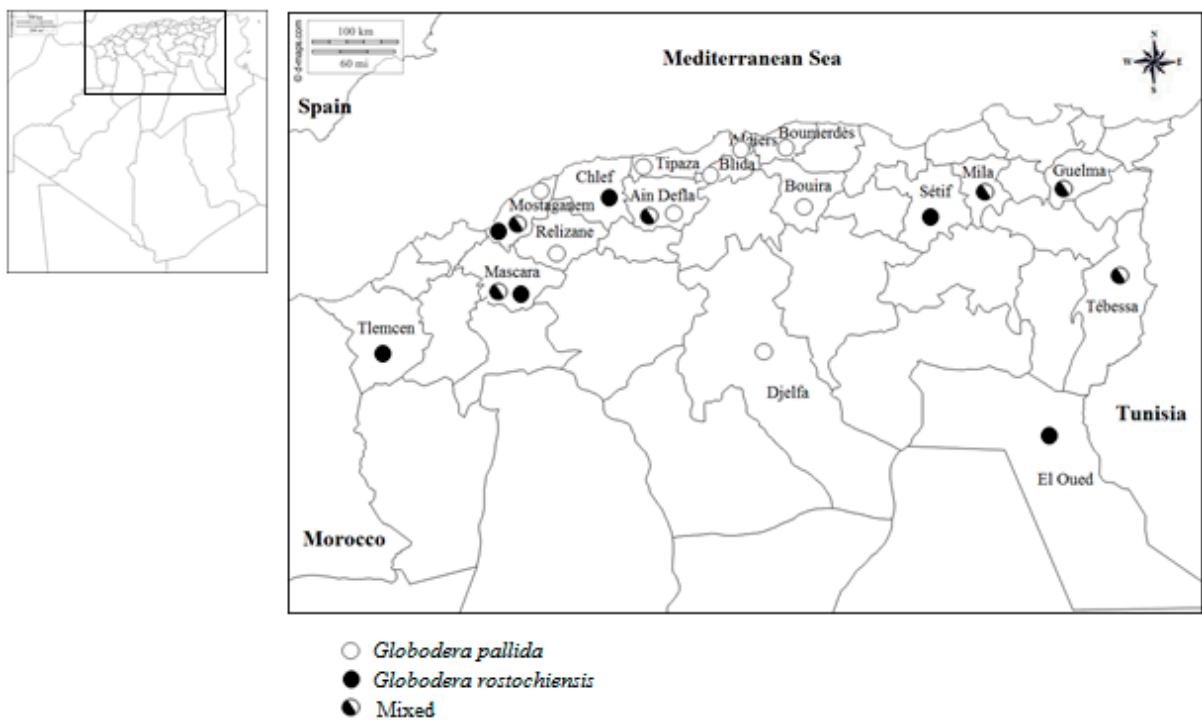 100 km
60 mi
© d-maps.com
Mediterranean Sea
N
W E
S
Spain
Algiers
Boumerdès
Tipaza
Blida
Chlef
Mila
Guelma
Ain Defla
Bouira
Sétif
Mostaganem
Relizane
Mascara
Tébessa
Tlemcen
Djelfa
Tunisia
El Oued
Morocco
Globodera pallida
Globodera rostochiensis
Mixed